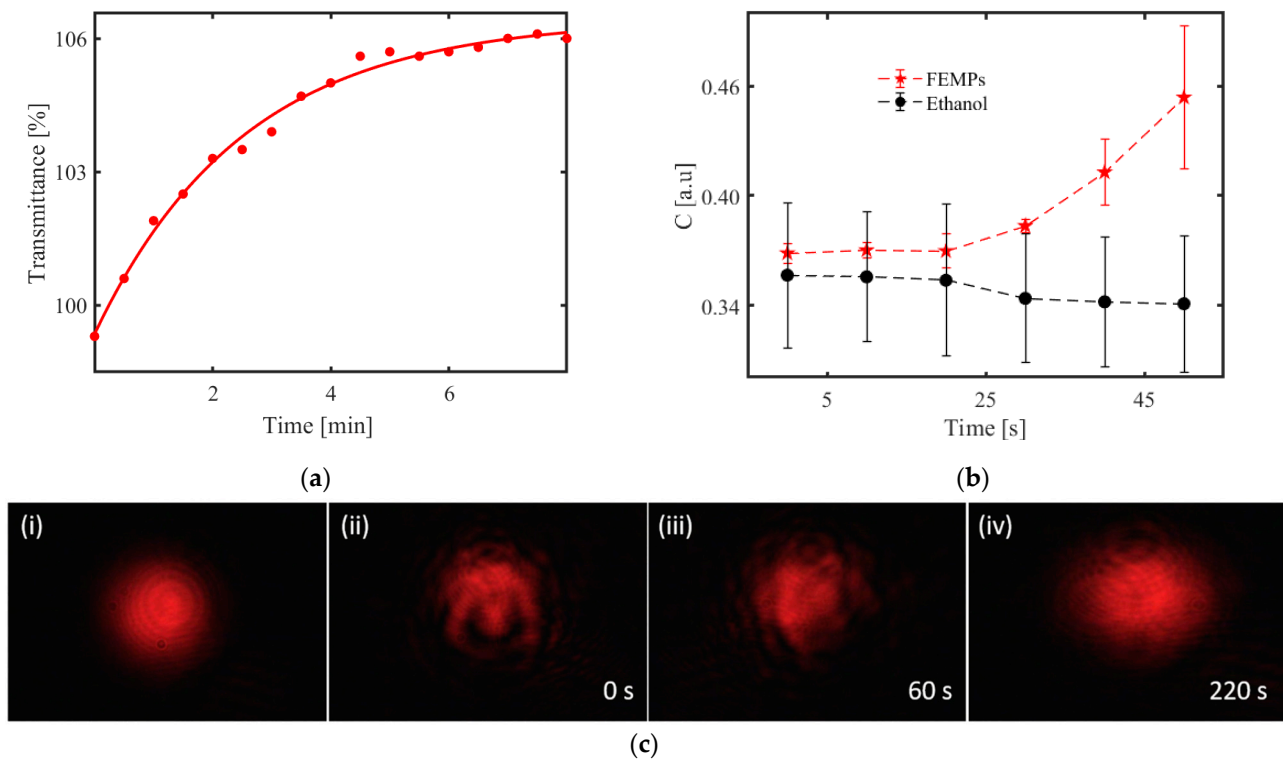 106
103
100
Transmittance [%]
2
4
6
Time [min]
(a)
0.46
0.40
0.34
C [a.u]
FEMPs
Ethanol
5
25
45
Time [s]
(b)
(i)
(ii)
0 s
(iii)
60 s
(iv)
220 s
(c)